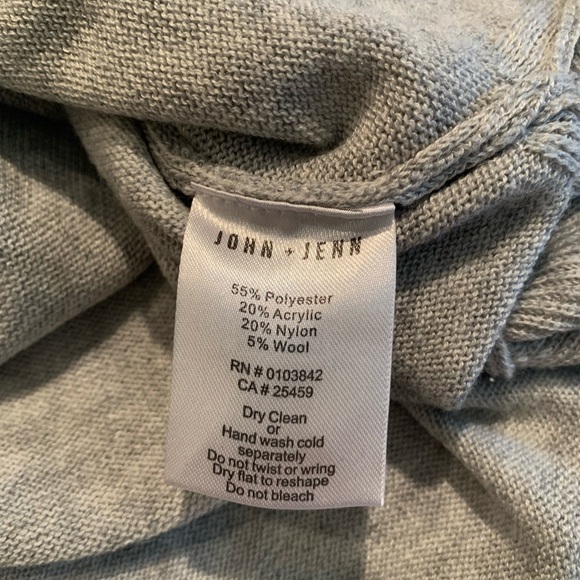 JOHN + JENN
55% Polyester
20% Acrylic
20% Nylon
5% Wool
RN # 0103842
CA # 25459
Dry Clean
or
Hand wash cold
separately
Do not twist or wring
Dry flat to reshape
Do not bleach